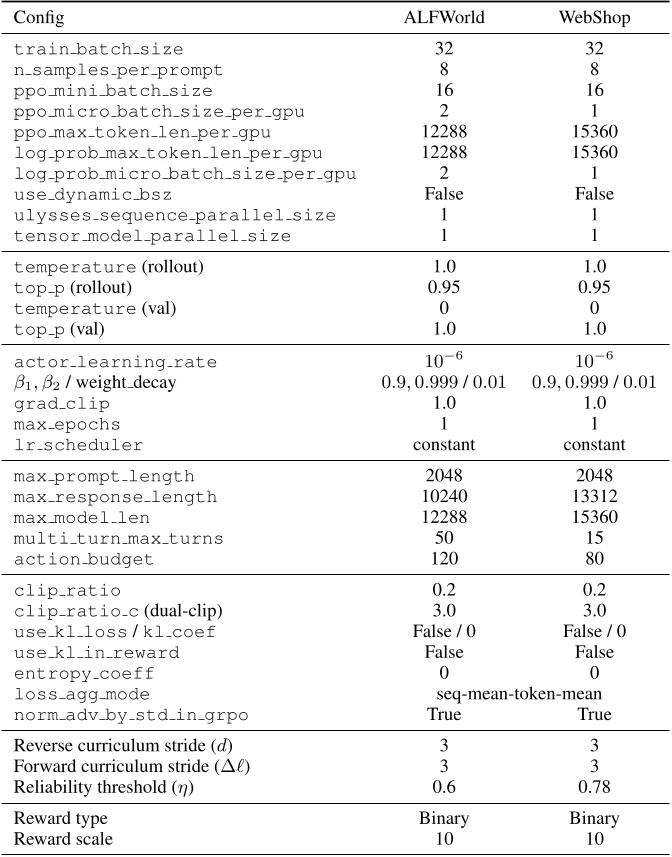 Config ALFWorld WebShop
train_batch_size 32 32
n_samples_per_prompt 8 8
ppo_mini_batch_size 16 16
ppo_micro_batch_size_per_gpu 2 1
ppo_max_token_len_per_gpu 12288 15360
log_prob_max_token_len_per_gpu 12288 15360
log_prob_micro_batch_size_per_gpu 2 1
use_dynamic_bsz False False
ulysses_sequence_parallel_size 1 1
tensor_model_parallel_size 1 1
temperature (rollout) 1.0 1.0
top_p (rollout) 0.95 0.95
temperature (val) 0 0
top_p (val) 1.0 1.0
actor_learning_rate 10⁻⁶ 10⁻⁶
β₁, β₂ / weight_decay 0.9, 0.999 / 0.01 0.9, 0.999 / 0.01
grad_clip 1.0 1.0
max_epochs 1 1
lr_scheduler constant constant
max_prompt_length 2048 2048
max_response_length 10240 13312
max_model_len 12288 15360
multi_turn_max_turns 50 15
action_budget 120 80
clip_ratio 0.2 0.2
clip_ratio_c (dual-clip) 3.0 3.0
use_kl_loss / kl_coef False / 0 False / 0
use_kl_in_reward False False
entropy_coeff 0 0
loss_agg_mode seq-mean-token-mean
norm_adv_by_std_in_grpo True True
Reverse curriculum stride (d) 3 3
Forward curriculum stride (Δℓ) 3 3
Reliability threshold (η) 0.6 0.78
Reward type Binary Binary
Reward scale 10 10